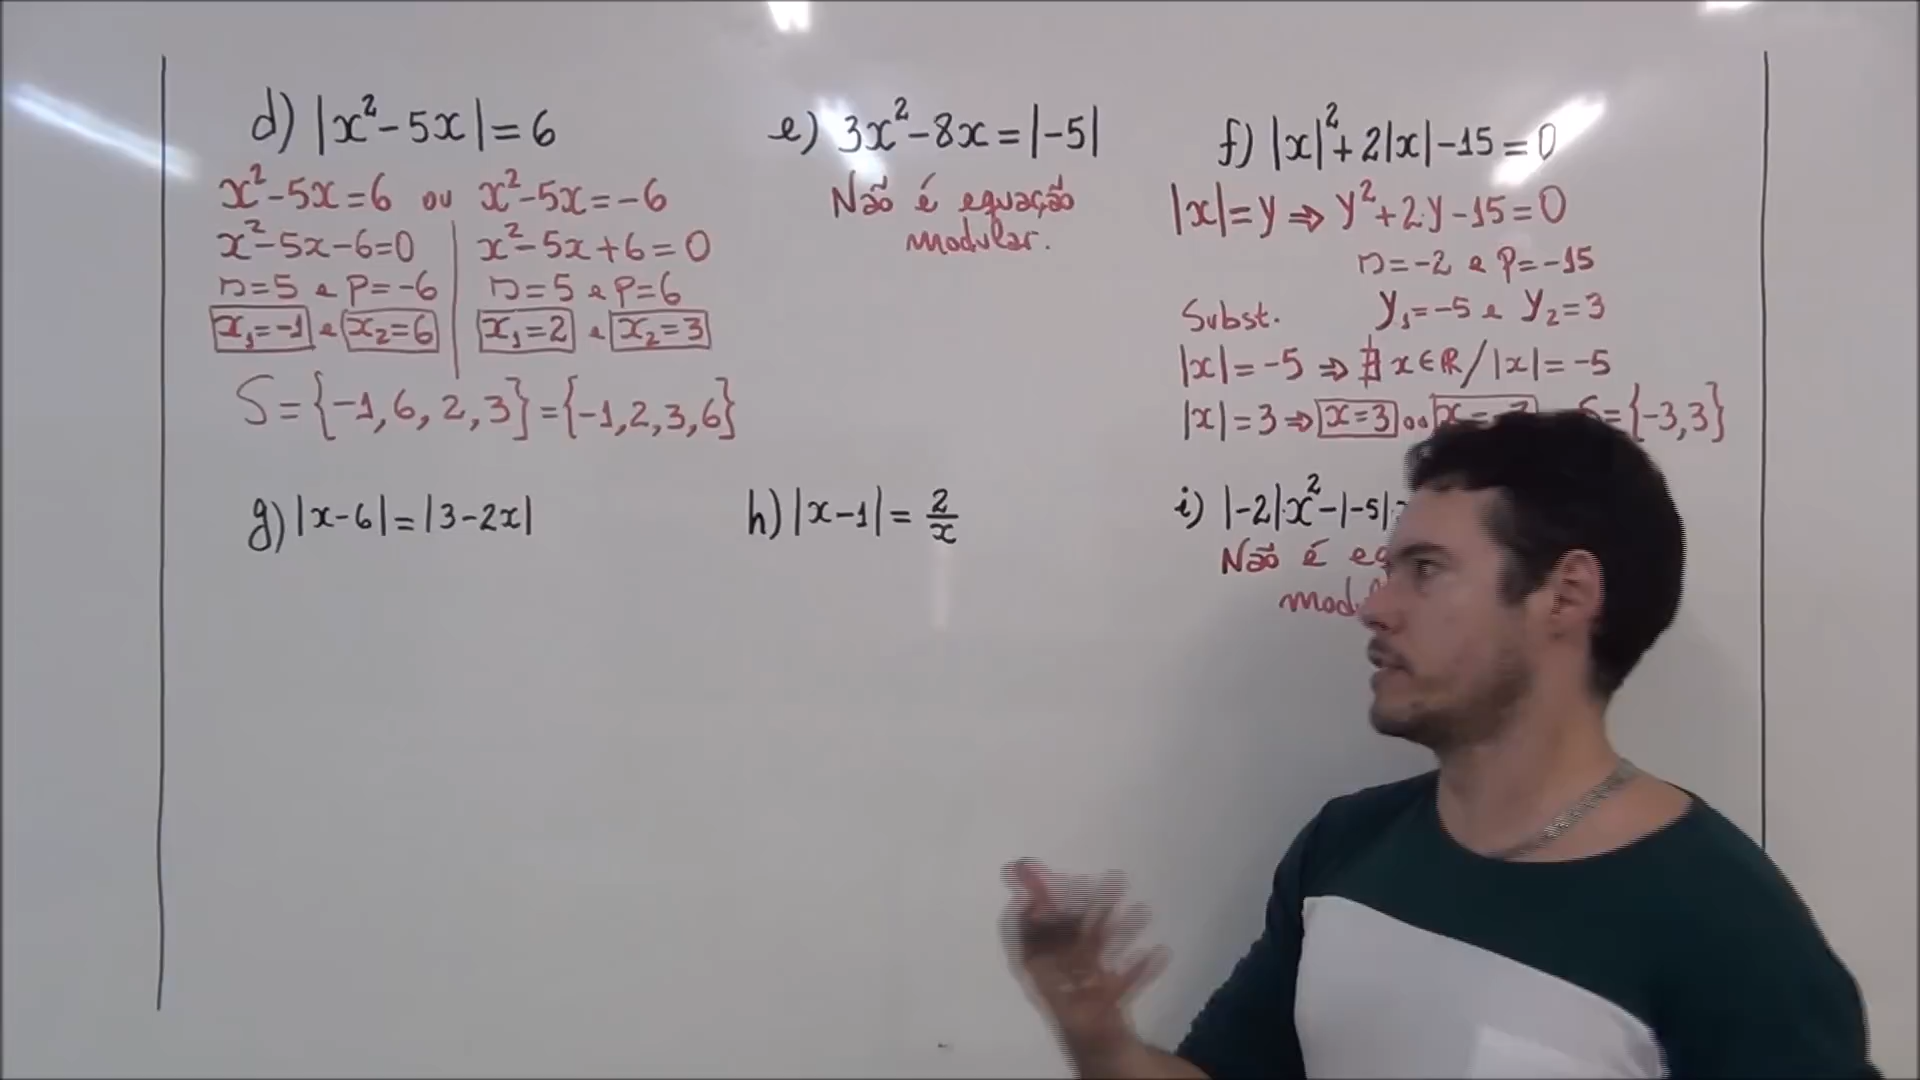 d) |x²-5x|=6
x²-5x=6 ou x²-5x=-6
x²-5x-6=0 x²-5x+6=0
s=5 e p=-6 s=5 e p=6
x₁=-1 e x₂=6 x₁=2 e x₂=3
S={-1,6,2,3}={-1,2,3,6}
e) 3x²-8x=|-5|
Não é equação
modular.
f) |x|²+2|x|-15=0
|x|=y ⇒ y²+2y-15=0
s=-2 e p=-15
y₁=-5 e y₂=3
Subst.
|x|=-5 ⇒ ∄ x∈ℝ/|x|=-5
|x|=3 ⇒ x=3 ou ={-3,3}
g) |x-6|=|3-2x|
h) |x-1|=2/x
i) |-2|x²-|-5|
Não é